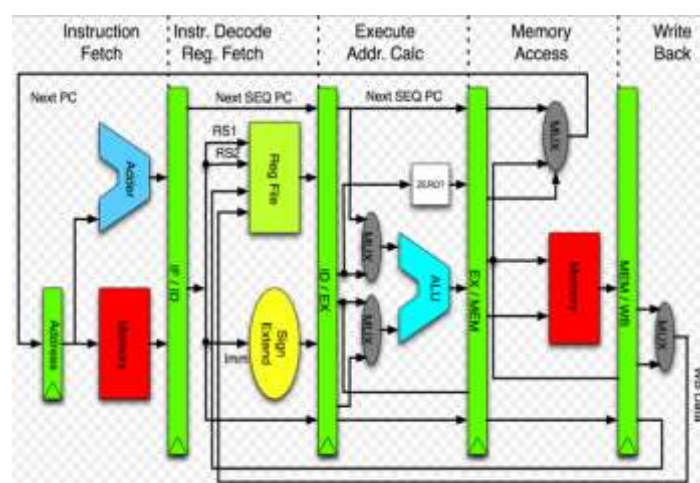 Instruction
Fetch
Instr. Decode
Reg. Fetch
Execute
Addr. Calc
Memory
Access
Write
Back
Next PC
Next SEQ PC
Next SEQ PC
RS1
RS2
Reg File
MUX
Adder
ZERO?
MUX
ALU
IF / ID
ID / EX
EX / MEM
MEM / WB
Memory
Address
Memory
Sign
Extend
MUX
MUX
Imm
WB Data